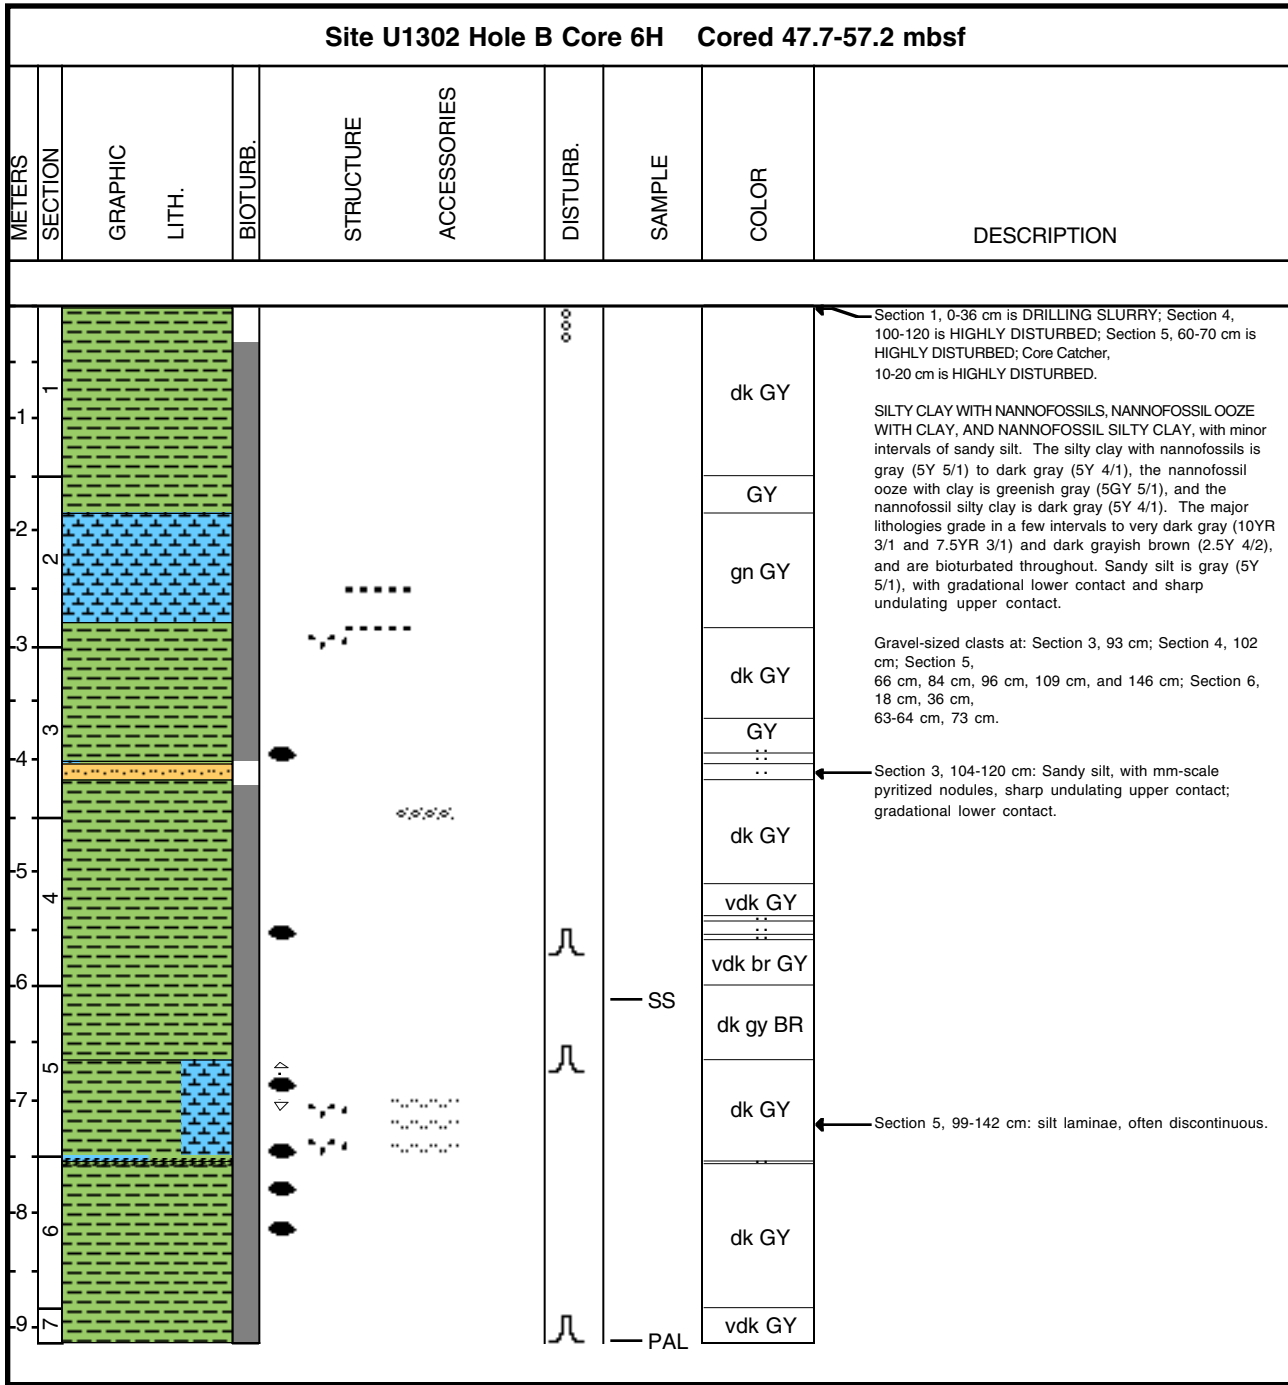 Site U1302 Hole B Core 6H Cored 47.7-57.2 mbsf
METERS
SECTION
GRAPHIC
LITH.
BIOTURB.
STRUCTURE
ACCESSORIES
DISTURB.
SAMPLE
COLOR
DESCRIPTION
1
2
3
4
5
6
7
8
9
1
2
3
4
5
6
7
SS
PAL
dk GY
GY
gn GY
dk GY
GY
dk GY
vdk GY
vdk br GY
dk gy BR
dk GY
dk GY
vdk GY
Section 1, 0-36 cm is DRILLING SLURRY; Section 4,
100-120 is HIGHLY DISTURBED; Section 5, 60-70 cm is
HIGHLY DISTURBED; Core Catcher,
10-20 cm is HIGHLY DISTURBED.
SILTY CLAY WITH NANNOFOSSILS, NANNOFOSSIL OOZE
WITH CLAY, AND NANNOFOSSIL SILTY CLAY, with minor
intervals of sandy silt. The silty clay with nannofossils is
gray (5Y 5/1) to dark gray (5Y 4/1), the nannofossil
ooze with clay is greenish gray (5GY 5/1), and the
nannofossil silty clay is dark gray (5Y 4/1). The major
lithologies grade in a few intervals to very dark gray (10YR
3/1 and 7.5YR 3/1) and dark grayish brown (2.5Y 4/2),
and are bioturbated throughout. Sandy silt is gray (5Y
5/1), with gradational lower contact and sharp
undulating upper contact.
Gravel-sized clasts at: Section 3, 93 cm; Section 4, 102
cm; Section 5,
66 cm, 84 cm, 96 cm, 109 cm, and 146 cm; Section 6,
18 cm, 36 cm,
63-64 cm, 73 cm.
Section 3, 104-120 cm: Sandy silt, with mm-scale
pyritized nodules, sharp undulating upper contact;
gradational lower contact.
Section 5, 99-142 cm: silt laminae, often discontinuous.